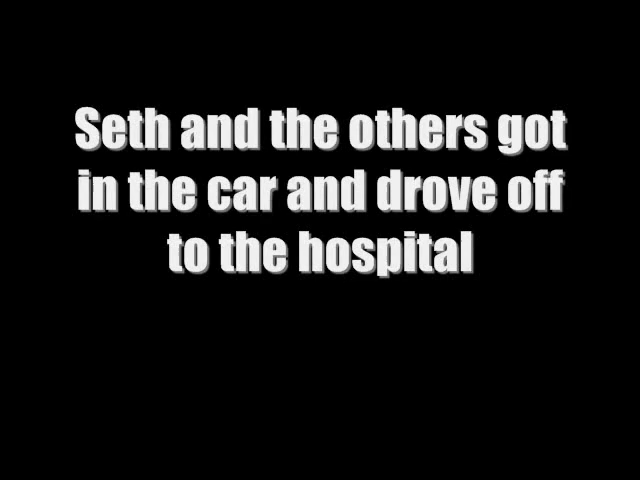 Seth and the others got
in the car and drove off
to the hospital